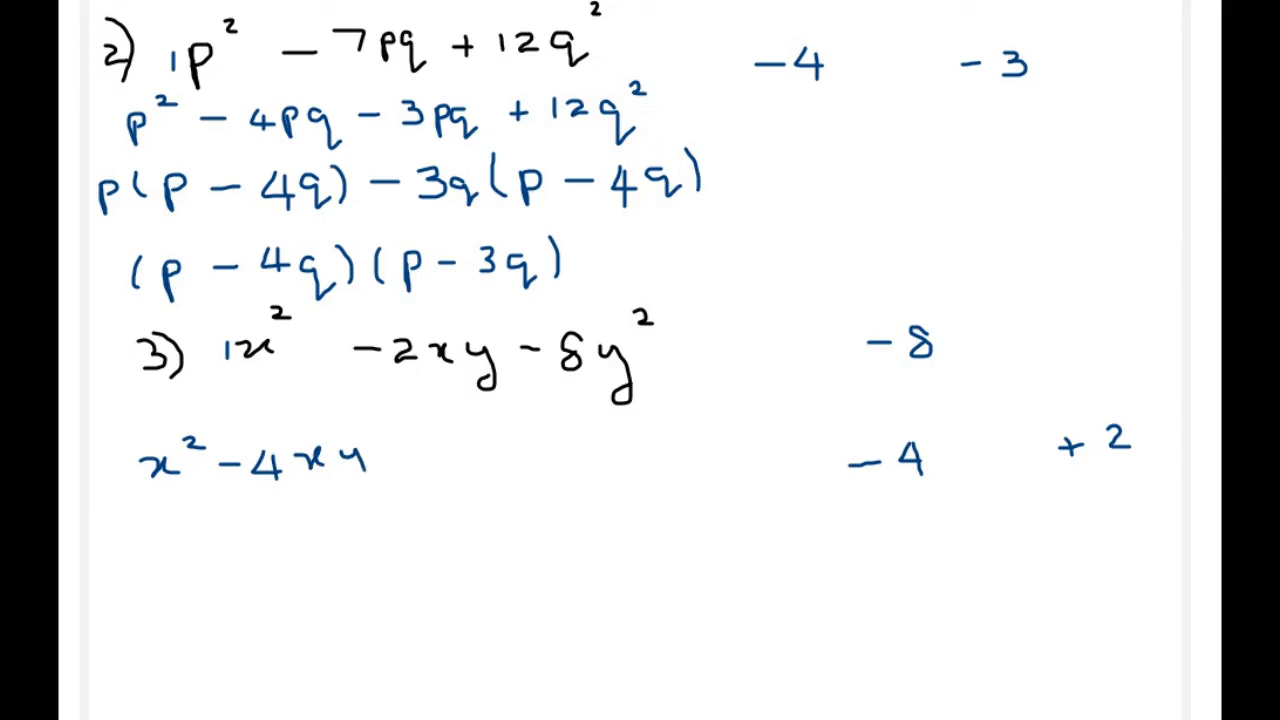 2) 1p² - 7pq + 12q² -4 -3
p² - 4pq - 3pq + 12q²
p(p - 4q) - 3q(p - 4q)
(p - 4q)(p - 3q)
3) 1x² - 2xy - 8y² -8
x² - 4xy -4 +2